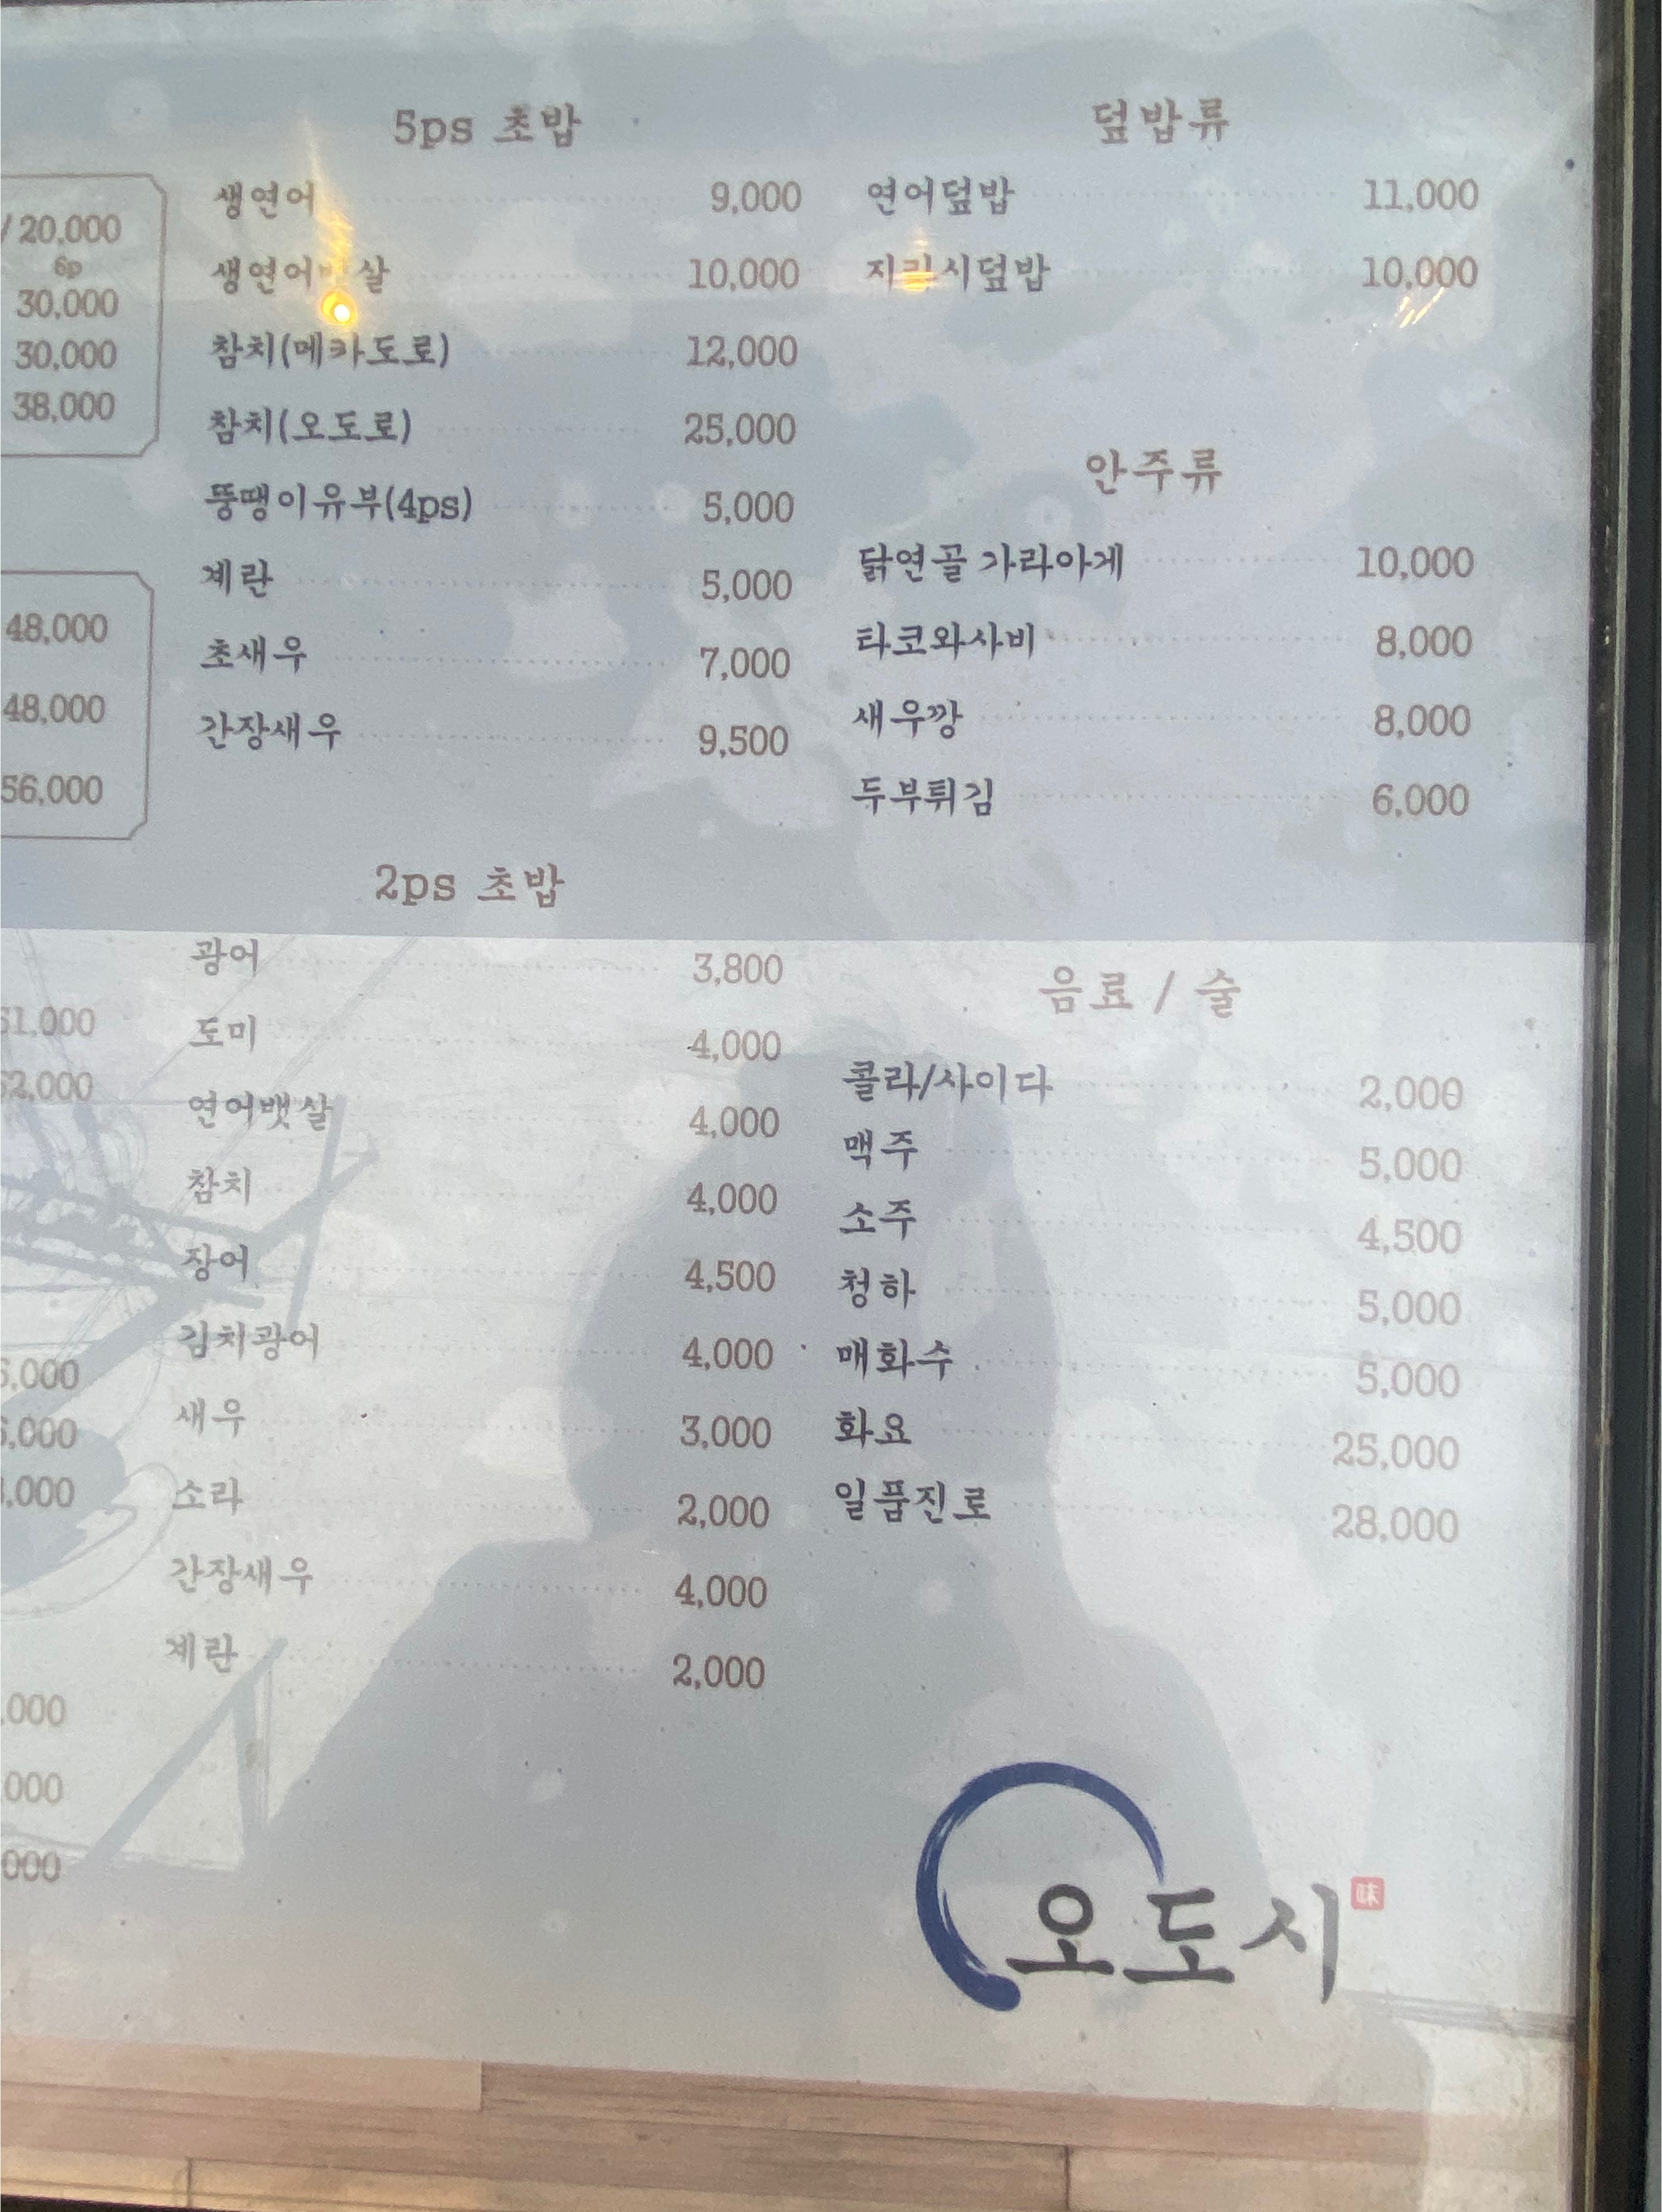 / 20,000
6p
30,000
30,000
38,000
48,000
48,000
56,000
5ps 초밥
생연어 9,000
생연어 살 10,000
참치(메카도로) 12,000
참치(오도로) 25,000
뚱땡이유부(4ps) 5,000
계란 5,000
초새우 7,000
간장새우 9,500
2ps 초밥
광어 3,800
도미 4,000
연어뱃살 4,000
참치 4,000
장어 4,500
김치광어 4,000
새우 3,000
소라 2,000
간장새우 4,000
계란 2,000
덮밥류
연어덮밥 11,000
10,000
안주류
닭연골 가라아게 10,000
타코와사비 8,000
새우깡 8,000
두부튀김 6,000
음료 / 술
콜라/사이다 2,000
맥주 5,000
소주 4,500
청하 5,000
매화수 5,000
화요 25,000
일품진로 28,000
오도시
味